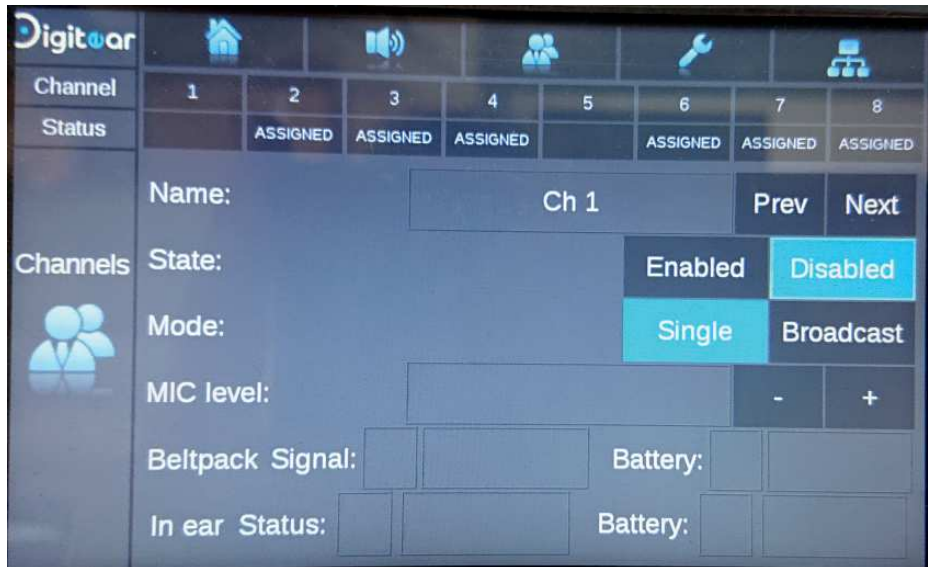 Digitear
Channel 1 2 3 4 5 6 7 8
Status ASSIGNED ASSIGNED ASSIGNED ASSIGNED ASSIGNED ASSIGNED
Name: Ch 1 Prev Next
Channels
State: Enabled Disabled
Mode: Single Broadcast
MIC level: - +
Beltpack Signal: Battery:
In ear Status: Battery: